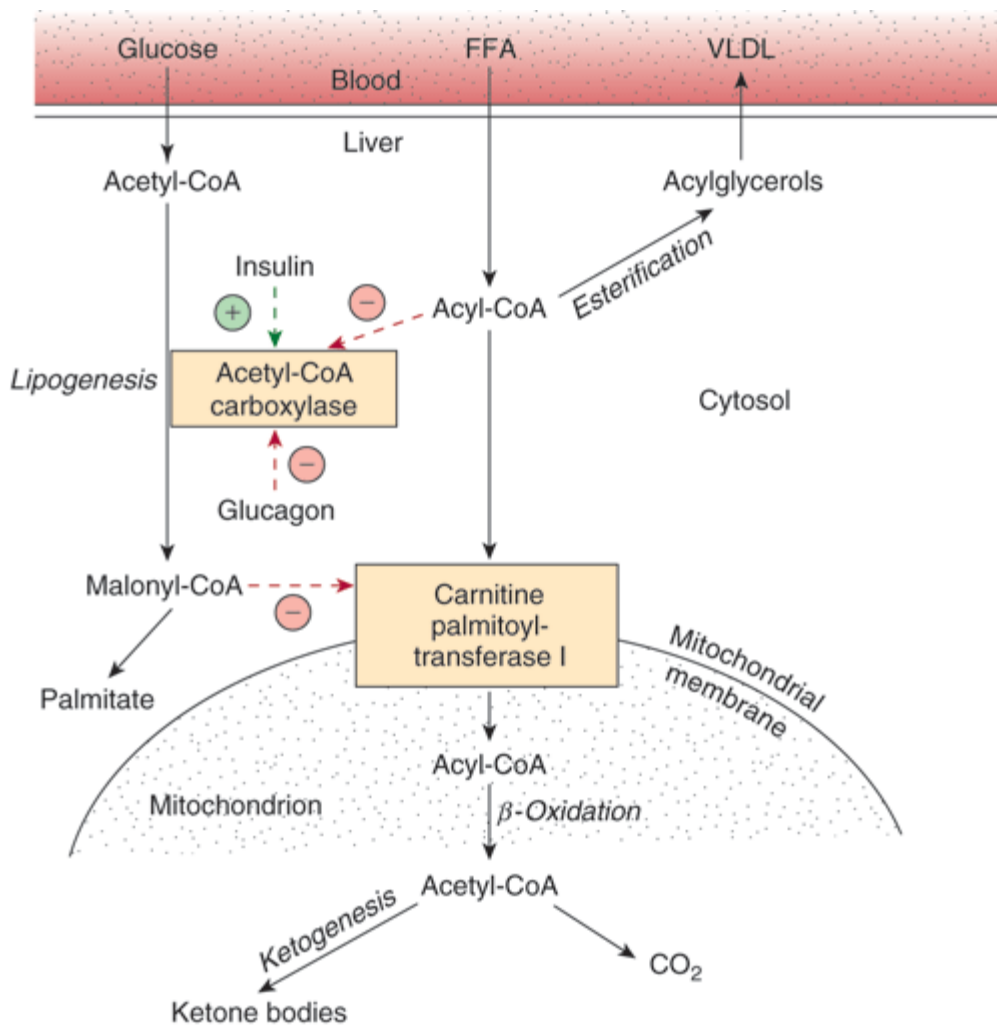 Glucose
FFA
VLDL
Blood
Liver
Acetyl-CoA
Acylglycerols
Insulin
Esterification
+
−
Acyl-CoA
Lipogenesis
Acetyl-CoA
carboxylase
Cytosol
−
Glucagon
Malonyl-CoA
−
Carnitine
palmitoyl-
transferase I
Mitochondrial
membrane
Palmitate
Acyl-CoA
Mitochondrion
β-Oxidation
Acetyl-CoA
Ketogenesis
CO₂
Ketone bodies